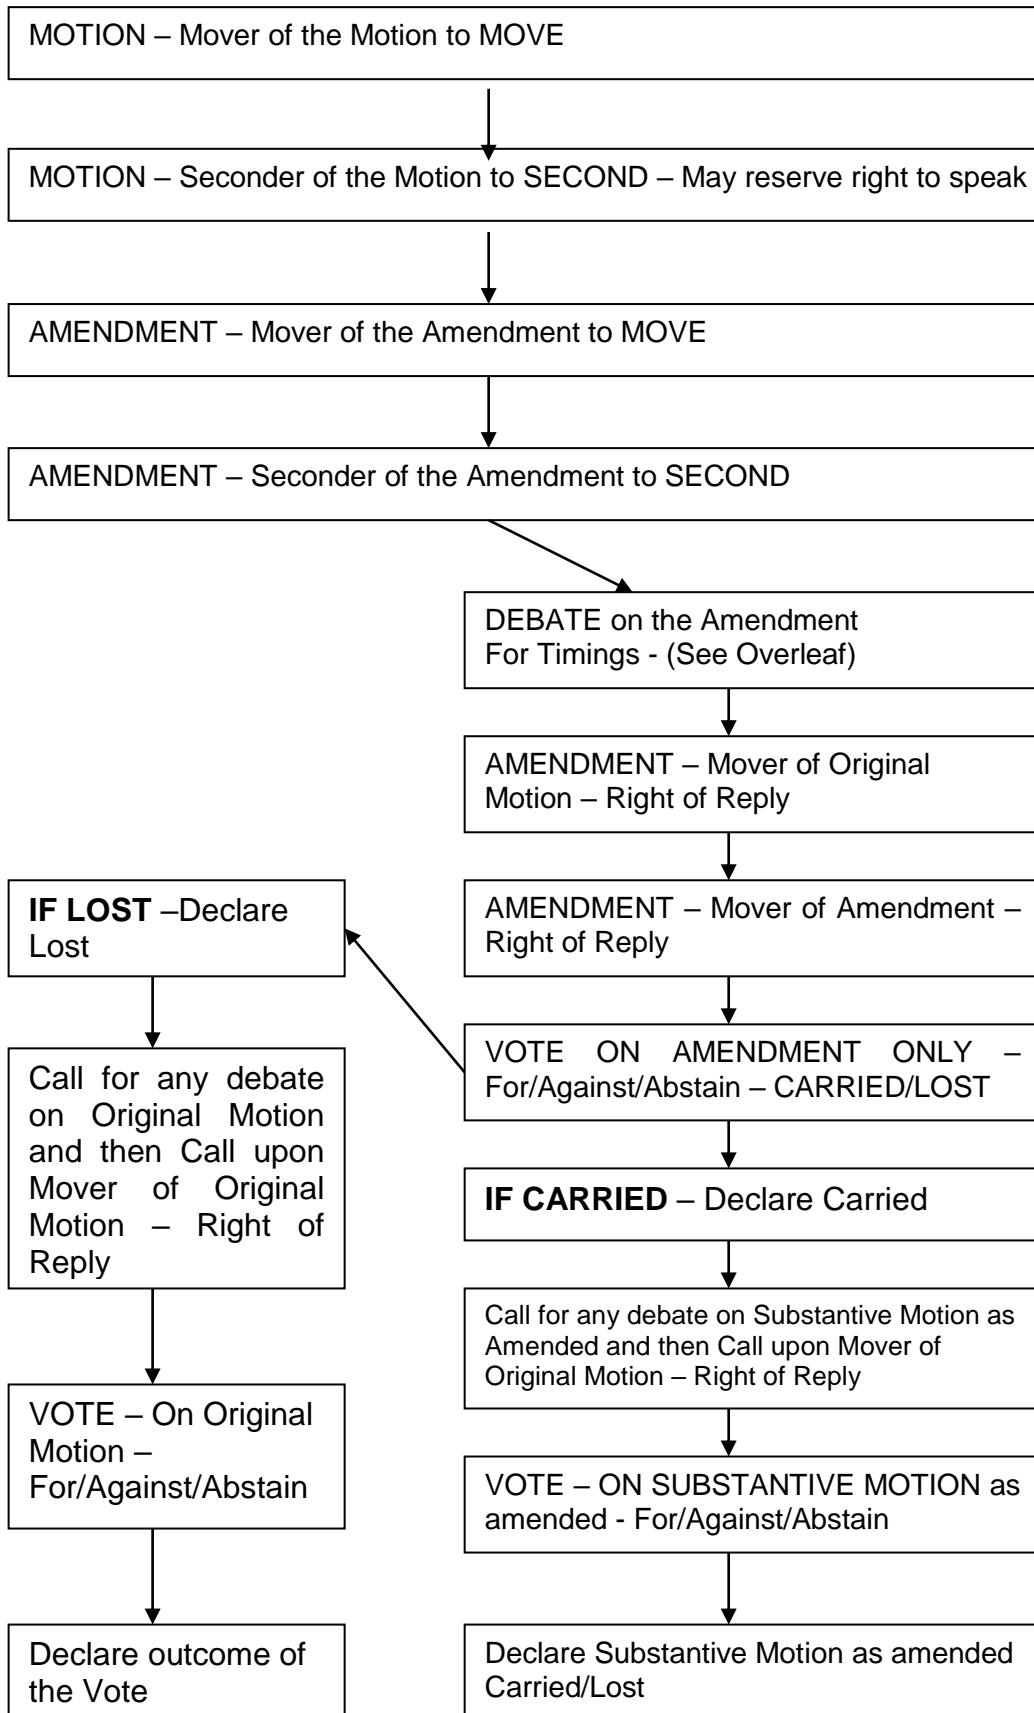 MOTION – Mover of the Motion to MOVE
MOTION – Seconder of the Motion to SECOND – May reserve right to speak
AMENDMENT – Mover of the Amendment to MOVE
AMENDMENT – Seconder of the Amendment to SECOND
DEBATE on the Amendment
For Timings - (See Overleaf)
AMENDMENT – Mover of Original
Motion – Right of Reply
AMENDMENT – Mover of Amendment –
Right of Reply
VOTE ON AMENDMENT ONLY –
For/Against/Abstain – CARRIED/LOST
IF LOST –Declare
Lost
Call for any debate
on Original Motion
and then Call upon
Mover of Original
Motion – Right of
Reply
VOTE – On Original
Motion –
For/Against/Abstain
Declare outcome of
the Vote
IF CARRIED – Declare Carried
Call for any debate on Substantive Motion as
Amended and then Call upon Mover of
Original Motion – Right of Reply
VOTE – ON SUBSTANTIVE MOTION as
amended - For/Against/Abstain
Declare Substantive Motion as amended
Carried/Lost